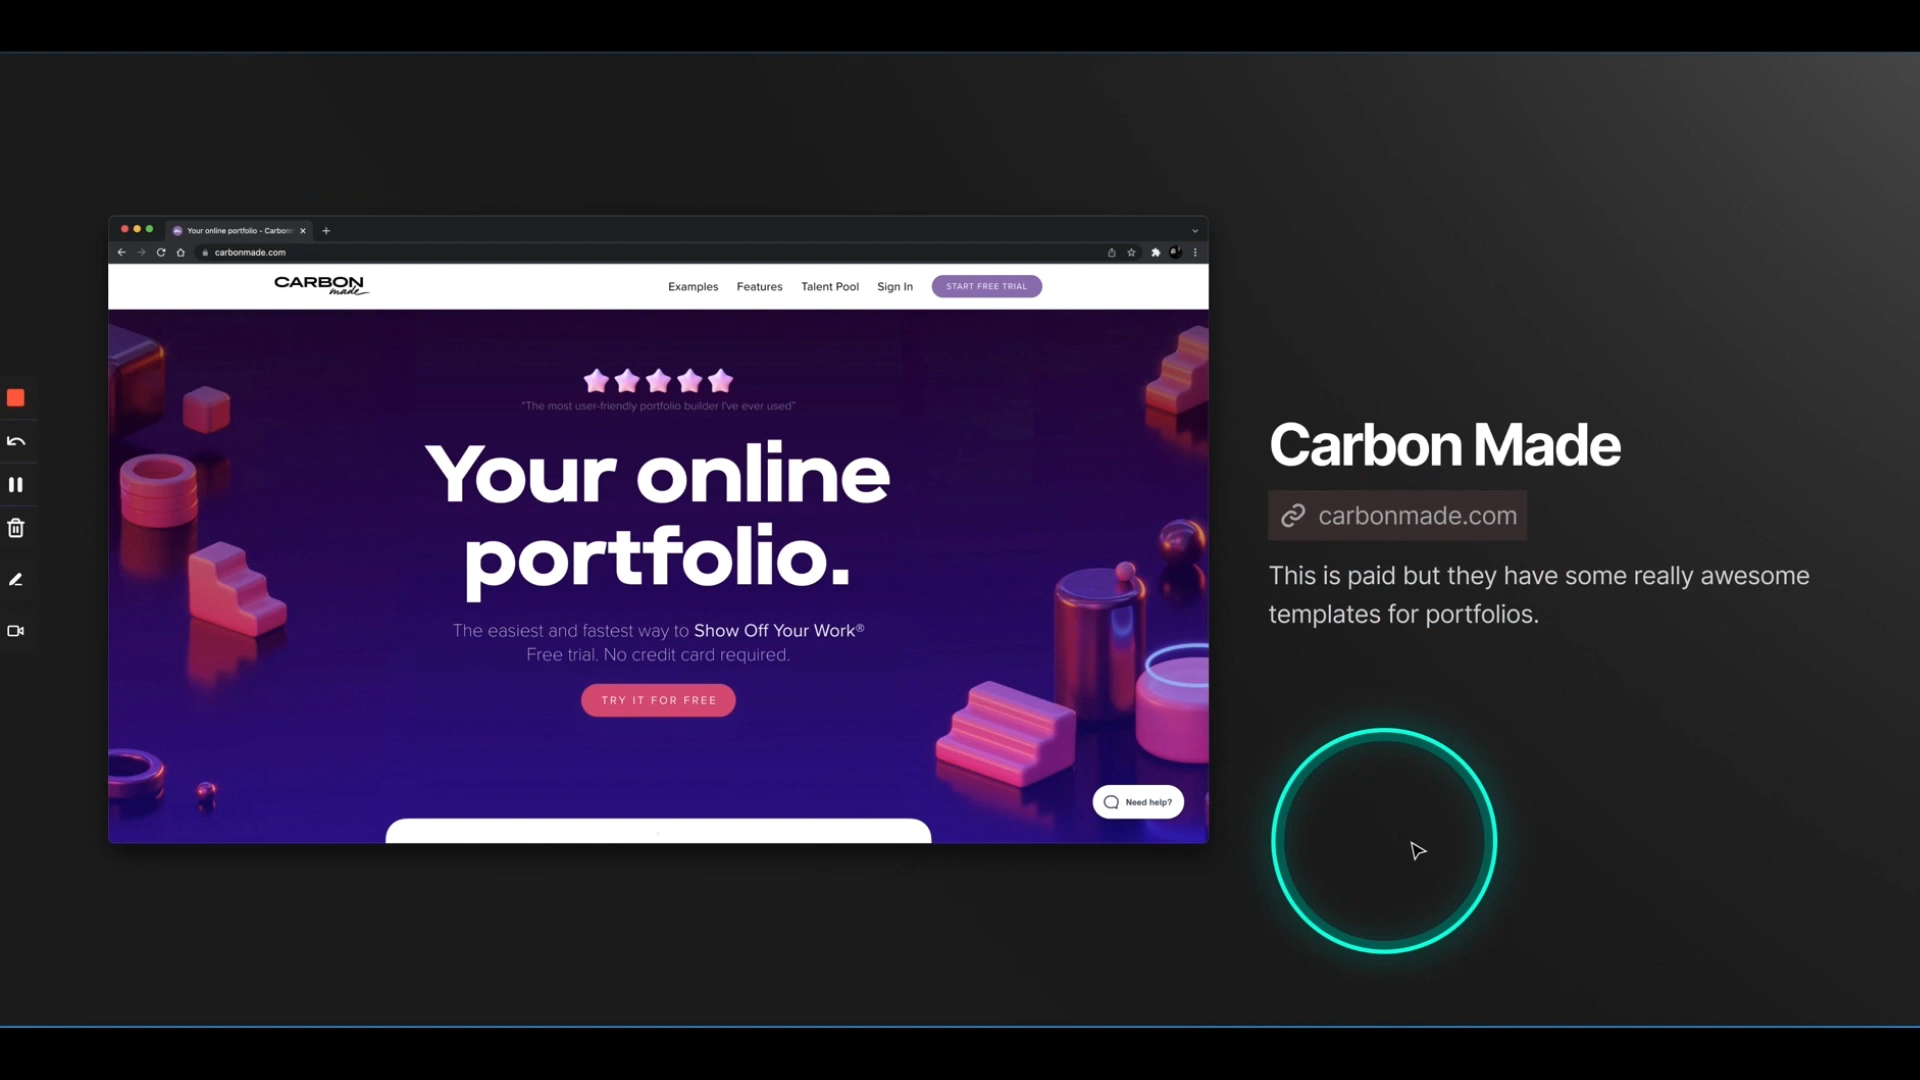 Your online portfolio - Carbonm
carbonmade.com
CARBON
made
Examples
Features
Talent Pool
Sign In
START FREE TRIAL
"The most user-friendly portfolio builder I've ever used"
Your online
portfolio.
The easiest and fastest way to Show Off Your Work®
Free trial. No credit card required.
TRY IT FOR FREE
Need help?
Carbon Made
carbonmade.com
This is paid but they have some really awesome
templates for portfolios.